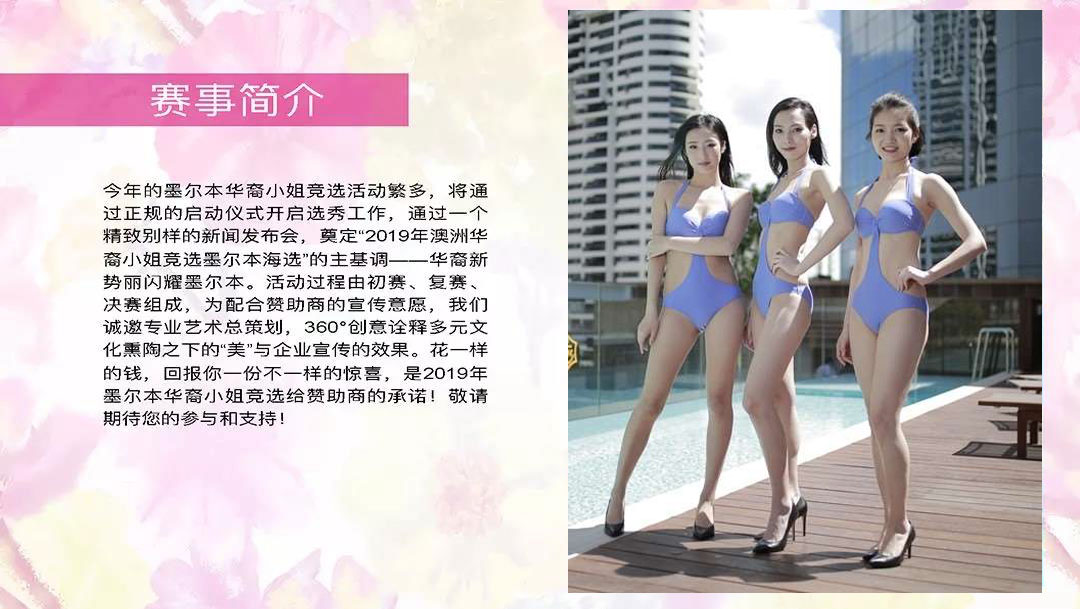 赛事简介
今年的墨尔本华裔小姐竞选活动繁多，将通
过正规的启动仪式开启选秀工作，通过一个
精致别样的新闻发布会，奠定“2019年澳洲华
裔小姐竞选墨尔本海选”的主基调——华裔新
势丽闪耀墨尔本。活动过程由初赛、复赛、
决赛组成，为配合赞助商的宣传意愿，我们
诚邀专业艺术总策划，360°创意诠释多元文
化熏陶之下的“美”与企业宣传的效果。花一样
的钱，回报你一份不一样的惊喜，是2019年
墨尔本华裔小姐竞选给赞助商的承诺！敬请
期待您的参与和支持！